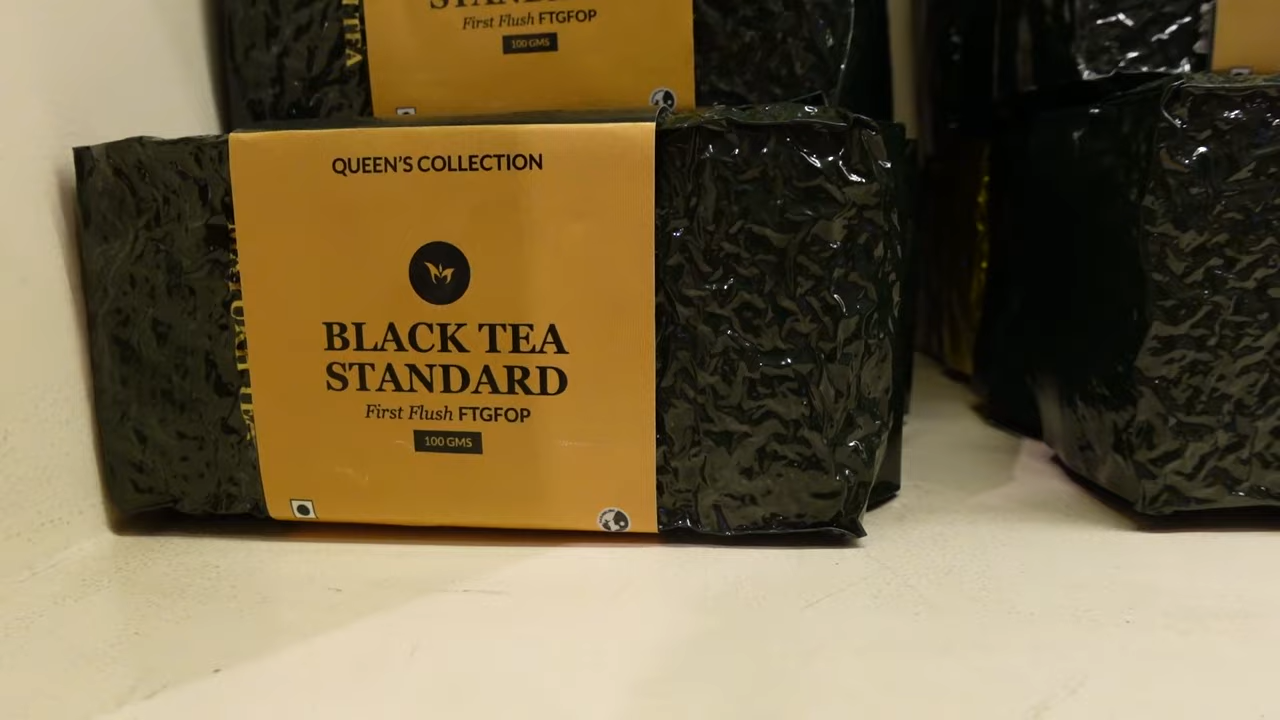 First Flush FTGFOP
100 GMS
QUEEN'S COLLECTION
BLACK TEA
STANDARD
First Flush FTGFOP
100 GMS